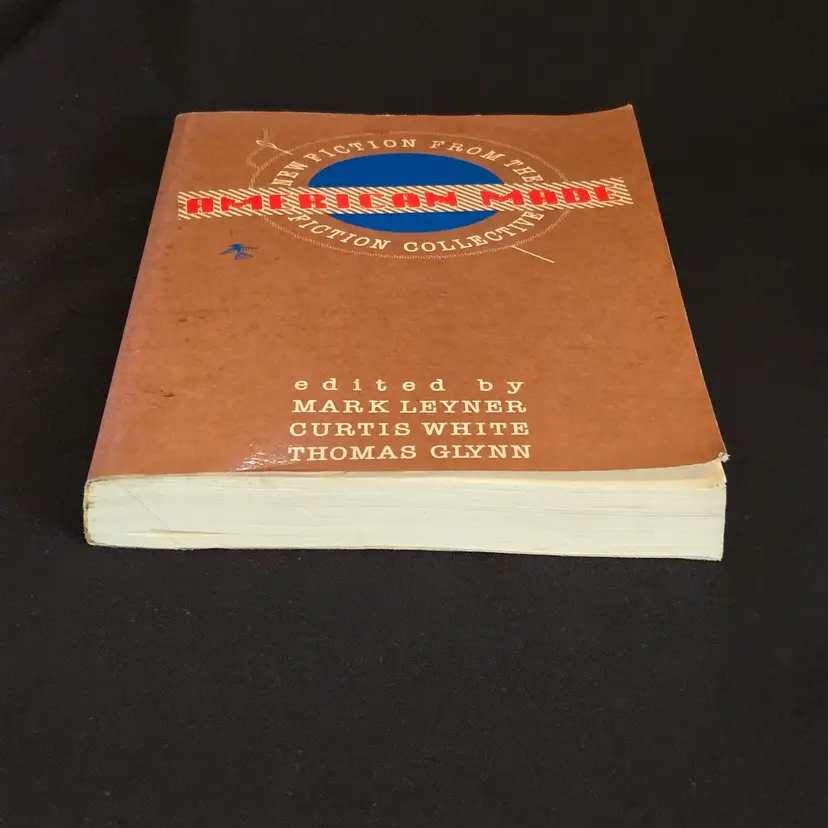 NEW FICTION FROM THE
AMERICAN MADE
FICTION COLLECTIVE
edited by
MARK LEYNER
CURTIS WHITE
THOMAS GLYNN